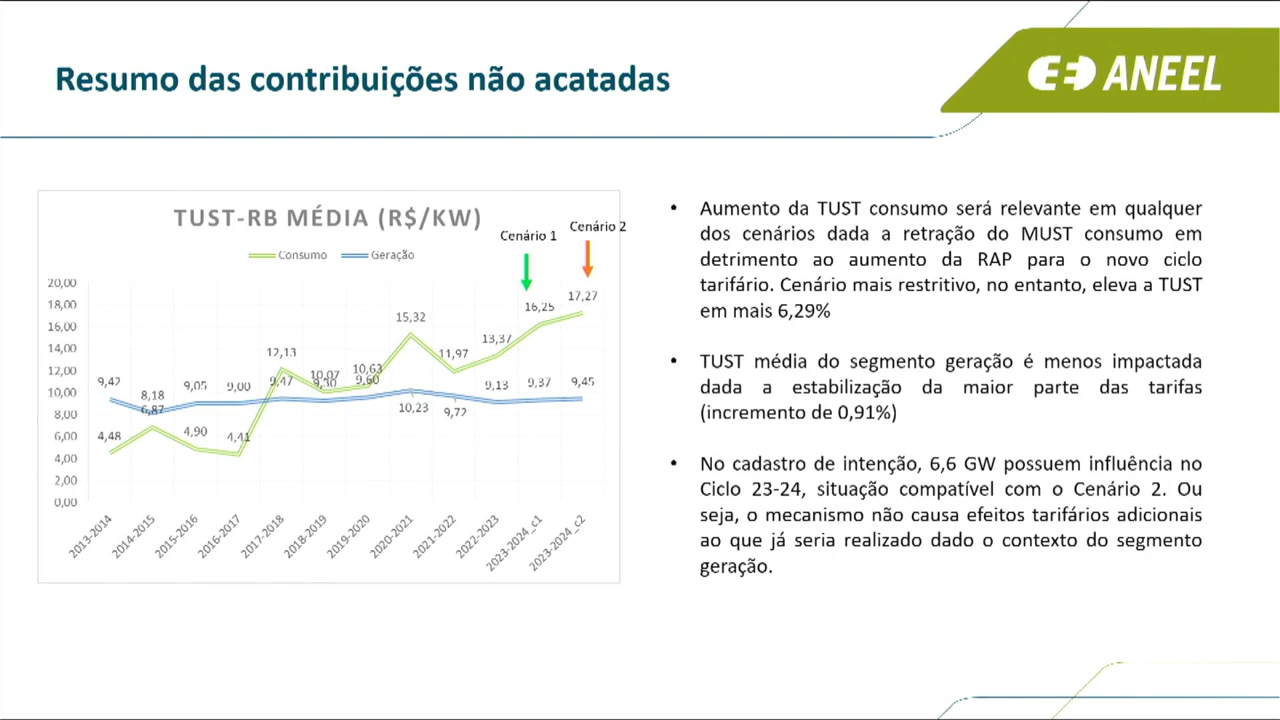 Resumo das contribuições não acatadas
ANEEL
TUST-RB MÉDIA (R$/KW)
Cenário 1
Cenário 2
Consumo
Geração
20,00
18,00
16,00
14,00
12,00
10,00
8,00
6,00
4,00
2,00
0,00
9,42
8,18
9,05
9,00
9,47
9,30
9,60
10,23
9,72
9,13
9,37
9,45
4,48
6,87
4,90
4,41
12,13
10,07
10,63
15,32
11,97
13,37
16,25
17,27
2013-2014
2014-2015
2015-2016
2016-2017
2017-2018
2018-2019
2019-2020
2020-2021
2021-2022
2022-2023
2023-2024_c1
2023-2024_c2
• Aumento da TUST consumo será relevante em qualquer
dos cenários dada a retração do MUST consumo em
detrimento ao aumento da RAP para o novo ciclo
tarifário. Cenário mais restritivo, no entanto, eleva a TUST
em mais 6,29%
• TUST média do segmento geração é menos impactada
dada a estabilização da maior parte das tarifas
(incremento de 0,91%)
• No cadastro de intenção, 6,6 GW possuem influência no
Ciclo 23-24, situação compatível com o Cenário 2. Ou
seja, o mecanismo não causa efeitos tarifários adicionais
ao que já seria realizado dado o contexto do segmento
geração.